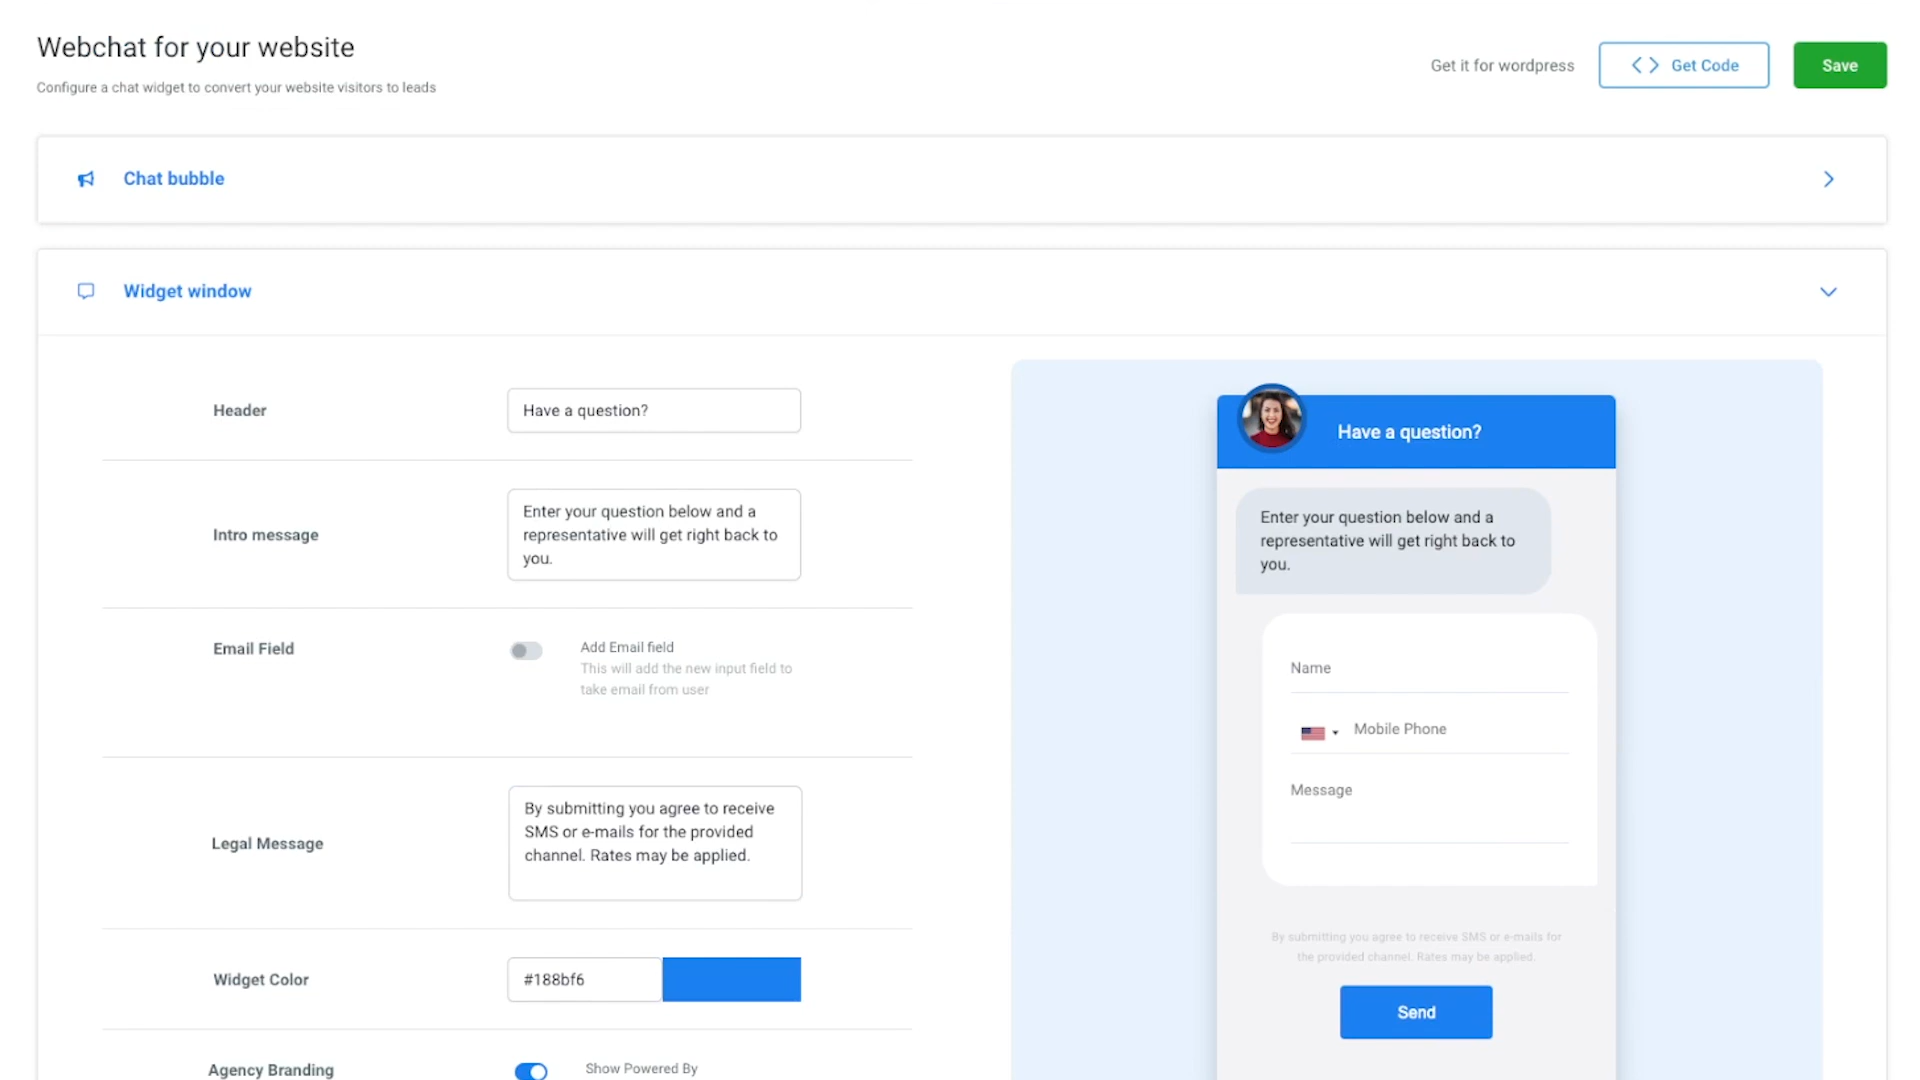 Webchat for your website
Configure a chat widget to convert your website visitors to leads
Get it for wordpress
Get Code
Save
Chat bubble
Widget window
Header
Have a question?
Intro message
Enter your question below and a
representative will get right back to
you.
Email Field
Add Email field
This will add the new input field to
take email from user
Legal Message
By submitting you agree to receive
SMS or e-mails for the provided
channel. Rates may be applied.
Widget Color
#188bf6
Agency Branding
Show Powered By
Have a question?
Enter your question below and a
representative will get right back to
you.
Name
Mobile Phone
Message
By submitting you agree to receive SMS or e-mails for
the provided channel. Rates may be applied.
Send